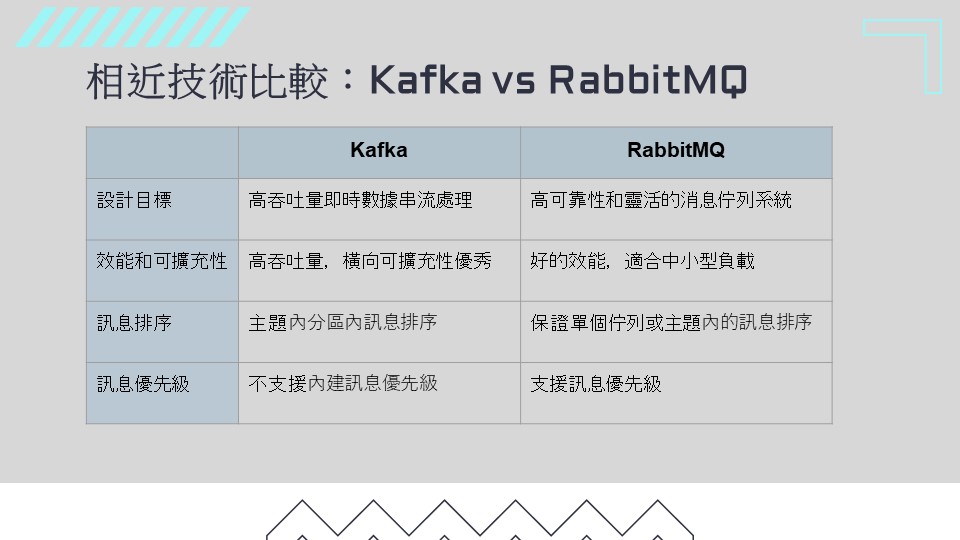 相近技術比較：Kafka vs RabbitMQ
Kafka
RabbitMQ
設計目標
高吞吐量即時數據串流處理
高可靠性和靈活的消息佇列系統
效能和可擴充性
高吞吐量，橫向可擴充性優秀
好的效能，適合中小型負載
訊息排序
主題內分區內訊息排序
保證單個佇列或主題內的訊息排序
訊息優先級
不支援內建訊息優先級
支援訊息優先級